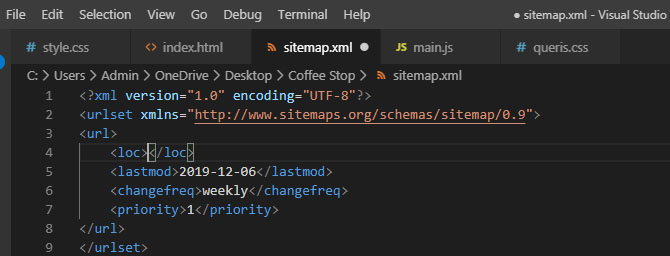 File Edit Selection View Go Debug Terminal Help ● sitemap.xml - Visual Studio
# style.css <> index.html sitemap.xml ● JS main.js # queris.css
C: > Users > Admin > OneDrive > Desktop > Coffee Stop > sitemap.xml
1 <?xml version="1.0" encoding="UTF-8"?>
2 <urlset xmlns="http://www.sitemaps.org/schemas/sitemap/0.9">
3 <url>
4 <loc></loc>
5 <lastmod>2019-12-06</lastmod>
6 <changefreq>weekly</changefreq>
7 <priority>1</priority>
8 </url>
9 </urlset>